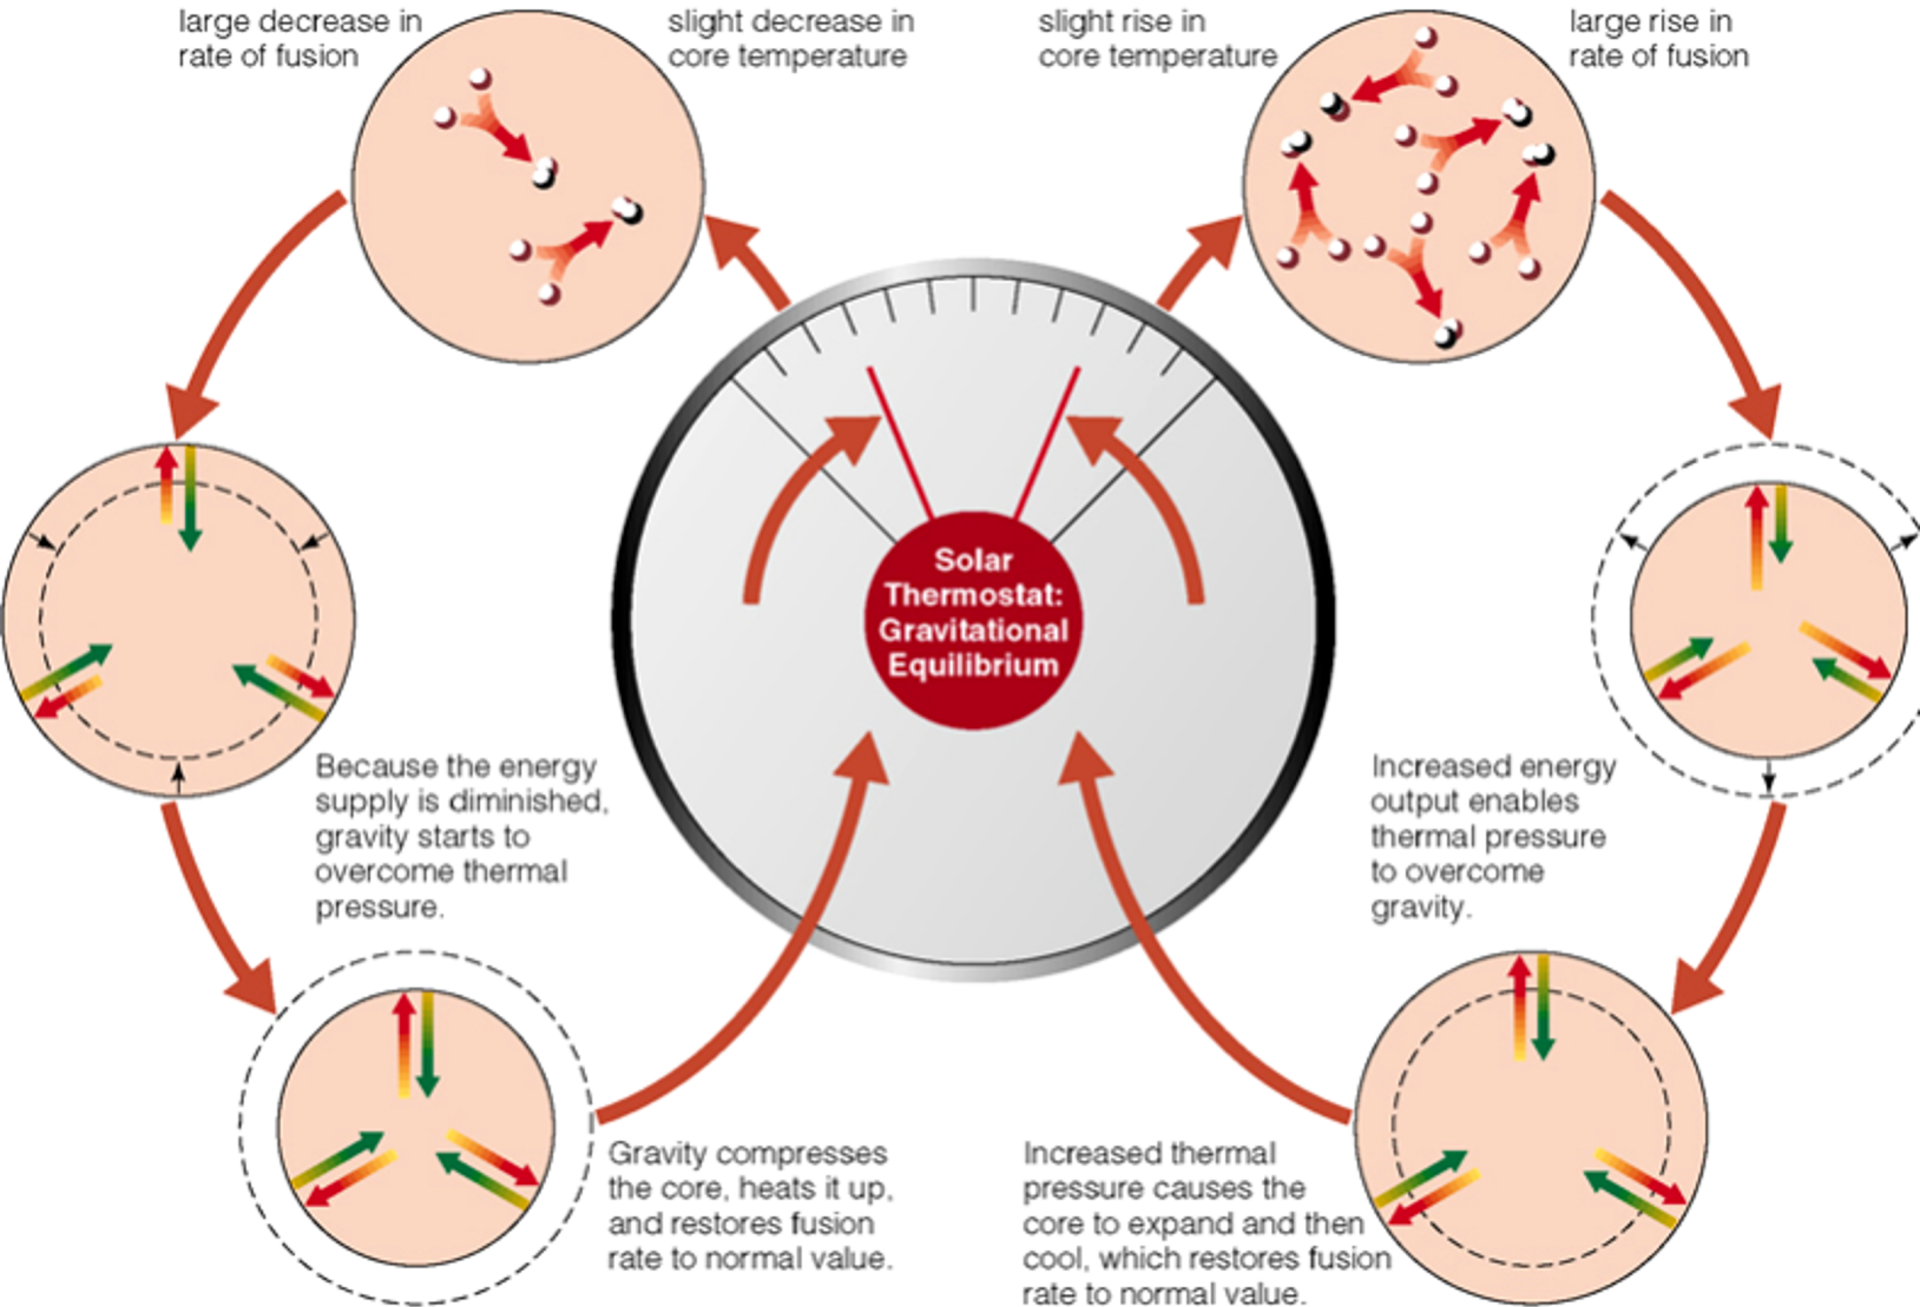 large decrease in
rate of fusion
slight decrease in
core temperature
slight rise in
core temperature
large rise in
rate of fusion
Solar
Thermostat:
Gravitational
Equilibrium
Because the energy
supply is diminished,
gravity starts to
overcome thermal
pressure.
Increased energy
output enables
thermal pressure
to overcome
gravity.
Gravity compresses
the core, heats it up,
and restores fusion
rate to normal value.
Increased thermal
pressure causes the
core to expand and then
cool, which restores fusion
rate to normal value.